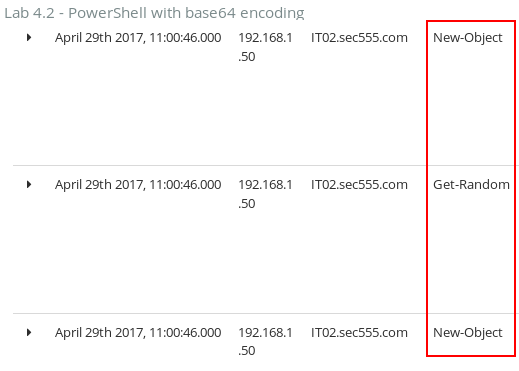 Lab 4.2 - PowerShell with base64 encoding
April 29th 2017, 11:00:46.000 192.168.1 IT02.sec555.com New-Object
.50
April 29th 2017, 11:00:46.000 192.168.1 IT02.sec555.com Get-Random
.50
April 29th 2017, 11:00:46.000 192.168.1 IT02.sec555.com New-Object
.50